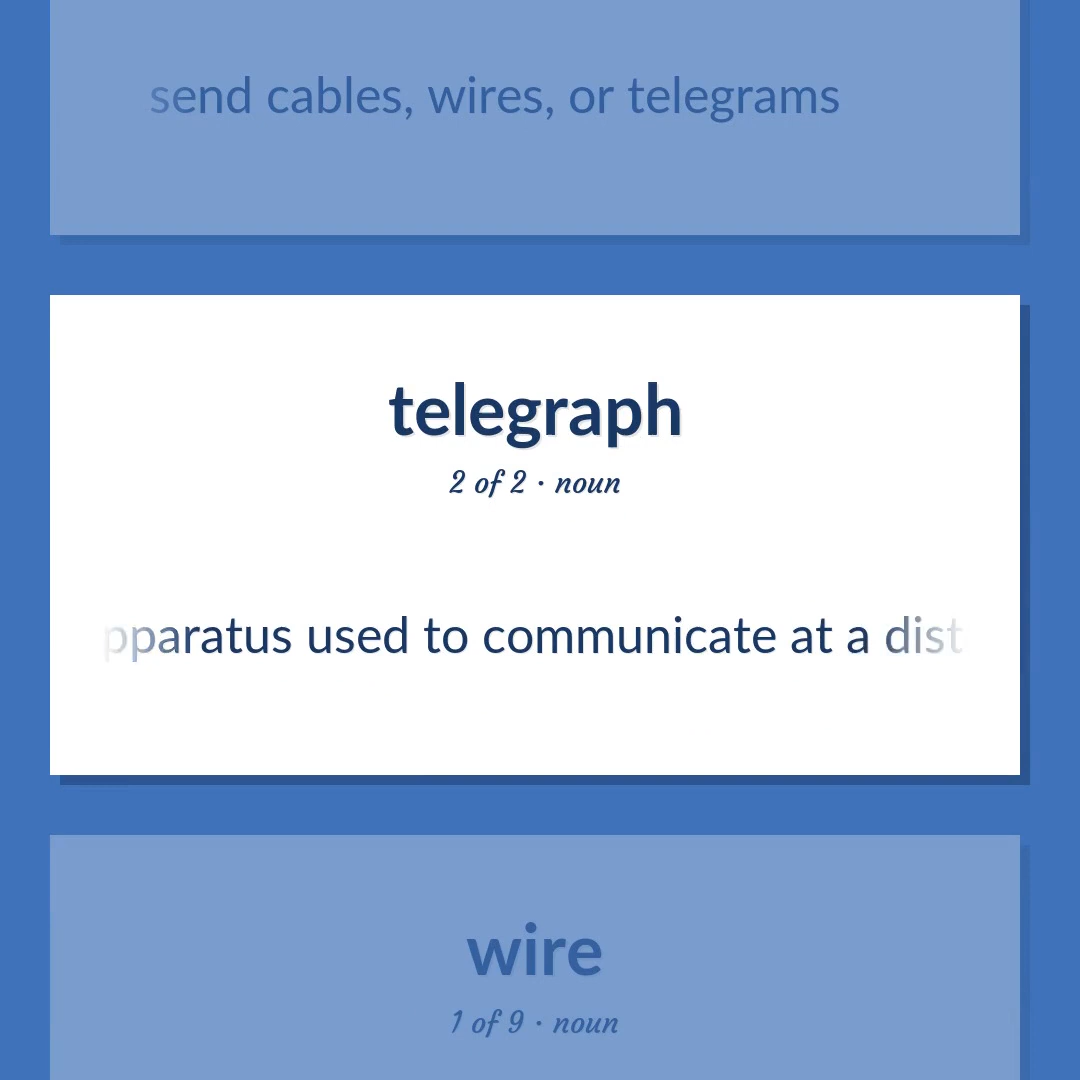 send cables, wires, or telegrams
telegraph
2 of 2 · noun
pparatus used to communicate at a dist
wire
1 of 9 · noun